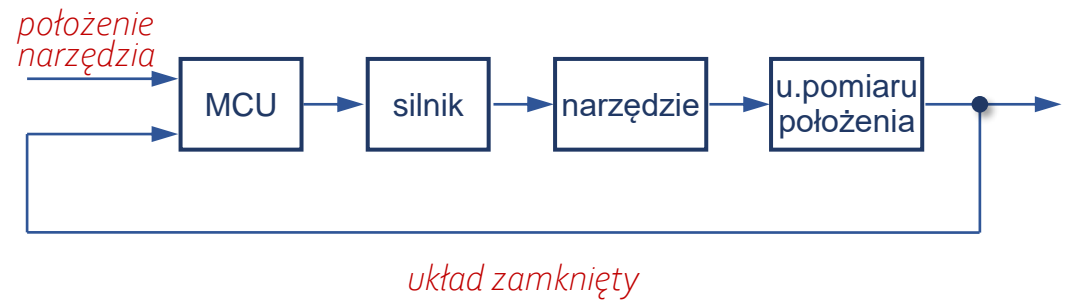 położenie
narzędzia
MCU
silnik
narzędzie
u.pomiaru
położenia
układ zamknięty